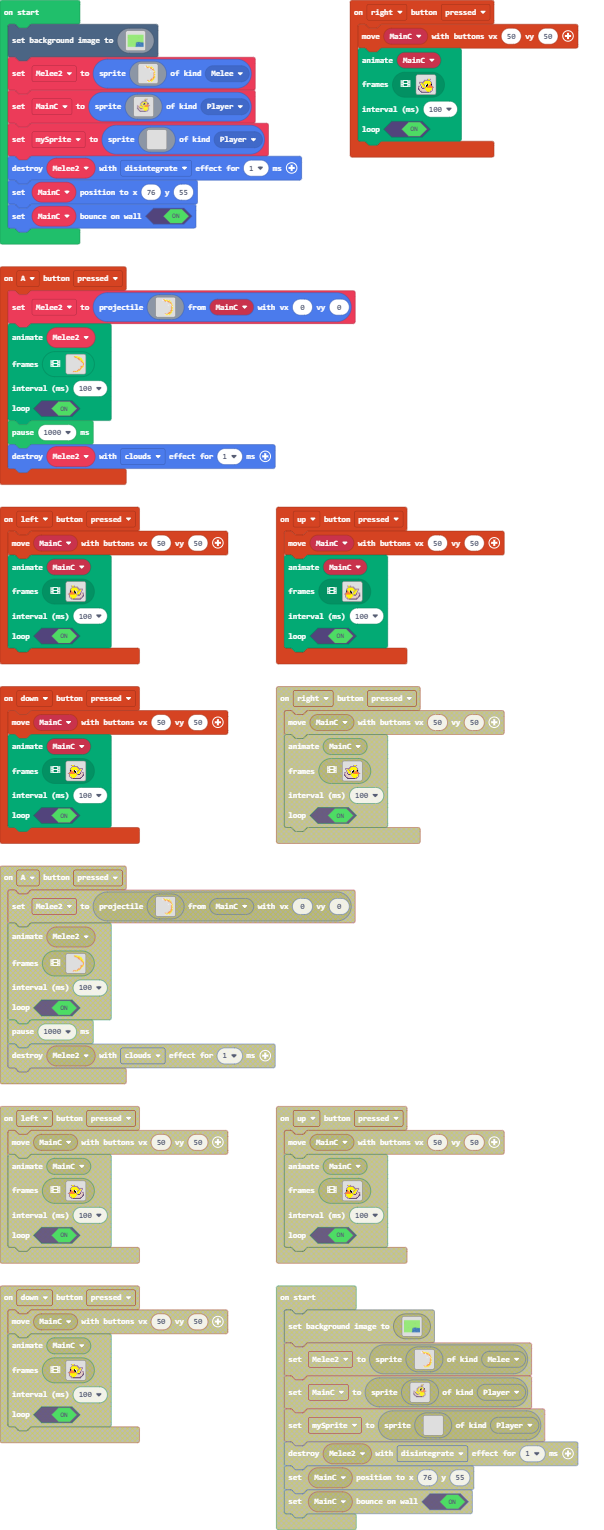 on start
set background image to
set Melee2 to sprite of kind Melee
set MainC to sprite of kind Player
set mySprite to sprite of kind Player
destroy Melee2 with disintegrate effect for 1 ms
set MainC position to x 76 y 55
set MainC bounce on wall ON
on right button pressed
move MainC with buttons vx 50 vy 50
animate MainC
frames
interval (ms) 100
loop ON
on A button pressed
set Melee2 to projectile from MainC with vx 0 vy 0
animate Melee2
frames
interval (ms) 100
loop ON
pause 1000 ms
destroy Melee2 with clouds effect for 1 ms
on left button pressed
move MainC with buttons vx 50 vy 50
animate MainC
frames
interval (ms) 100
loop ON
on up button pressed
move MainC with buttons vx 50 vy 50
animate MainC
frames
interval (ms) 100
loop ON
on down button pressed
move MainC with buttons vx 50 vy 50
animate MainC
frames
interval (ms) 100
loop ON
on right button pressed
move MainC with buttons vx 50 vy 50
animate MainC
frames
interval (ms) 100
loop ON
on A button pressed
set Melee2 to projectile from MainC with vx 0 vy 0
animate Melee2
frames
interval (ms) 100
loop ON
pause 1000 ms
destroy Melee2 with clouds effect for 1 ms
on left button pressed
move MainC with buttons vx 50 vy 50
animate MainC
frames
interval (ms) 100
loop ON
on up button pressed
move MainC with buttons vx 50 vy 50
animate MainC
frames
interval (ms) 100
loop ON
on down button pressed
move MainC with buttons vx 50 vy 50
animate MainC
frames
interval (ms) 100
loop ON
on start
set background image to
set Melee2 to sprite of kind Melee
set MainC to sprite of kind Player
set mySprite to sprite of kind Player
destroy Melee2 with disintegrate effect for 1 ms
set MainC position to x 76 y 55
set MainC bounce on wall ON